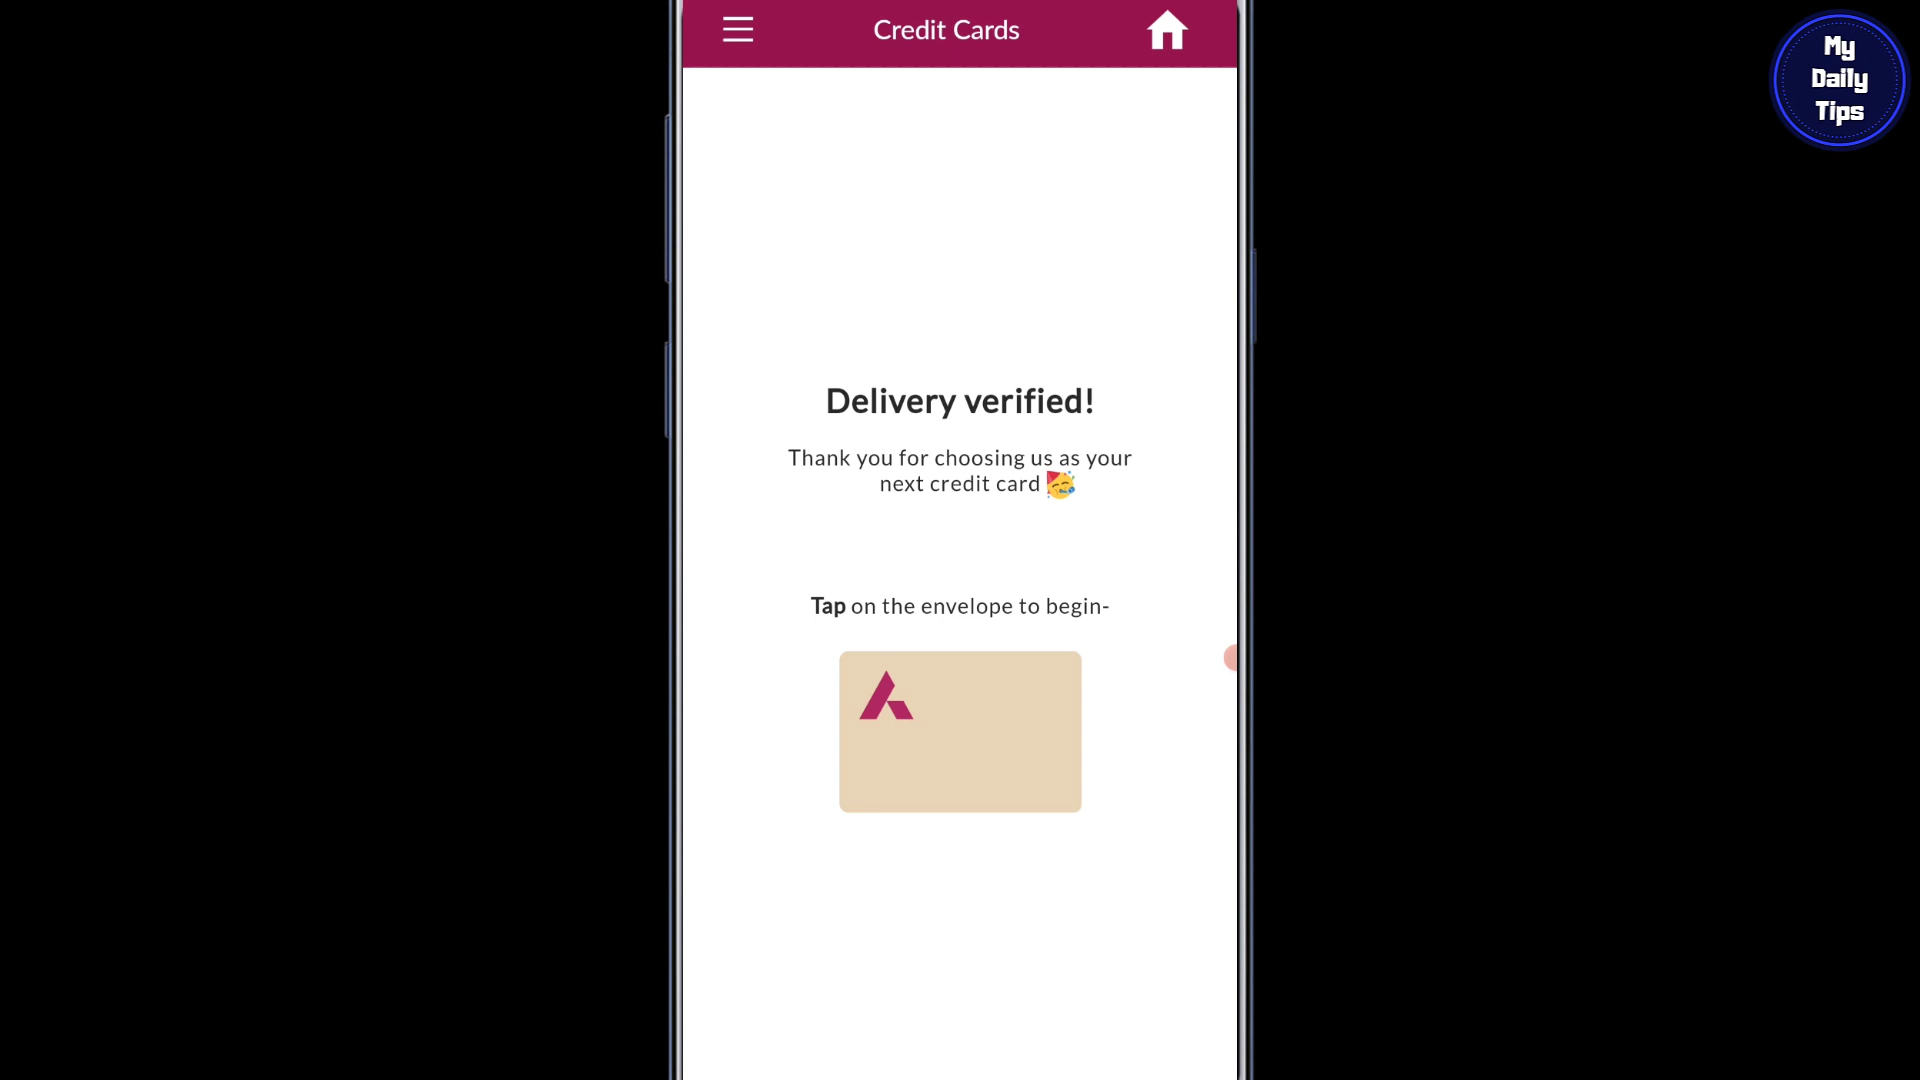 Credit Cards
My
Daily
Tips
Delivery verified!
Thank you for choosing us as your
next credit card 🥳
Tap on the envelope to begin-